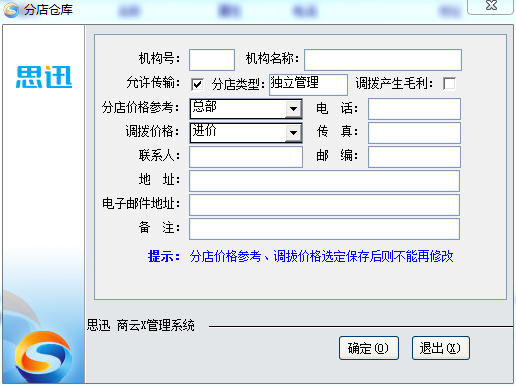 分店仓库
思迅
机构号： 机构名称：
允许传输： 分店类型： 独立管理 调拨产生毛利：
分店价格参考： 总部 电 话：
调拨价格： 进价 传 真：
联系人： 邮 编：
地 址：
电子邮件地址：
备 注：
提示： 分店价格参考、调拨价格选定保存后则不能再修改
思迅 商云X管理系统
确定(O) 退出(X)